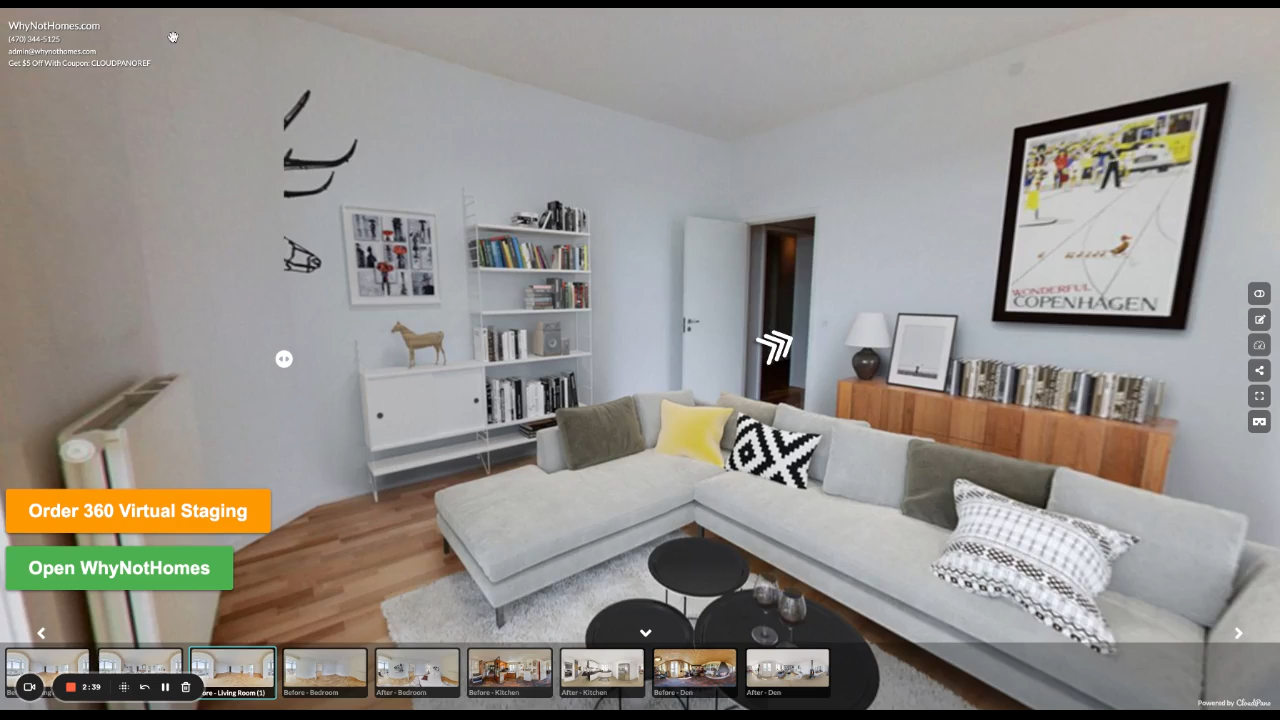 WhyNotHomes.com
(470) 344-5125
admin@whynothomes.com
Get $5 Off With Coupon: CLOUDPANOREF
WONDERFUL
COPENHAGEN
Order 360 Virtual Staging
Open WhyNotHomes
2:39
ore - Living Room (1)
Before - Bedroom
After - Bedroom
Before - Kitchen
After - Kitchen
Before - Den
After - Den
Powered by CloudPano